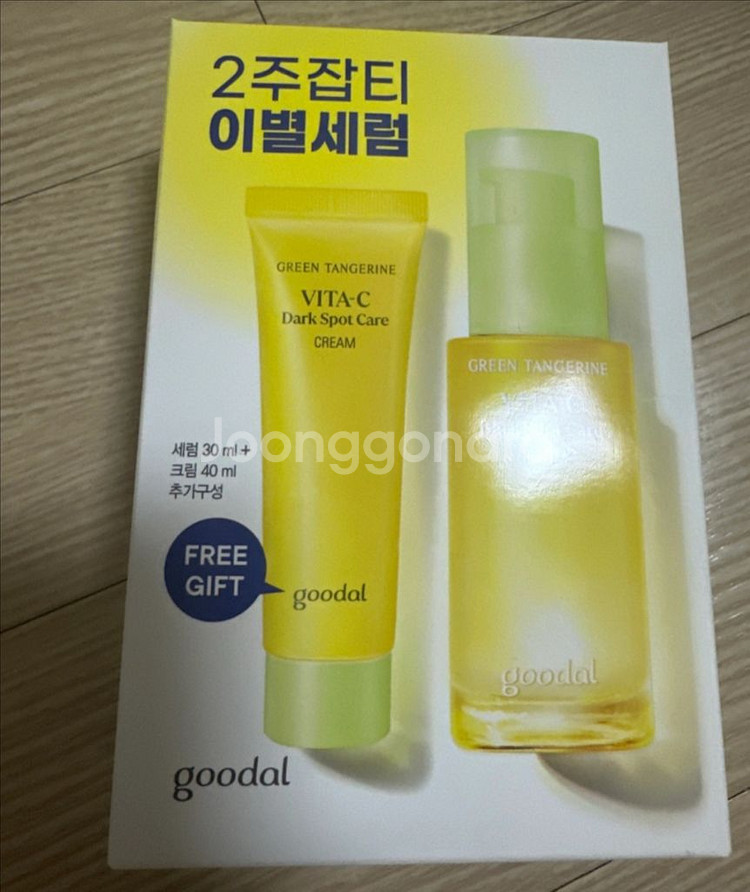 2주잡티
이별세럼
GREEN TANGERINE
VITA-C
Dark Spot Care
CREAM
GREEN TANGERINE
VITA-C
세럼 30 ml +
크림 40 ml
추가구성
FREE
GIFT
goodal
goodal
goodal
joonggonara